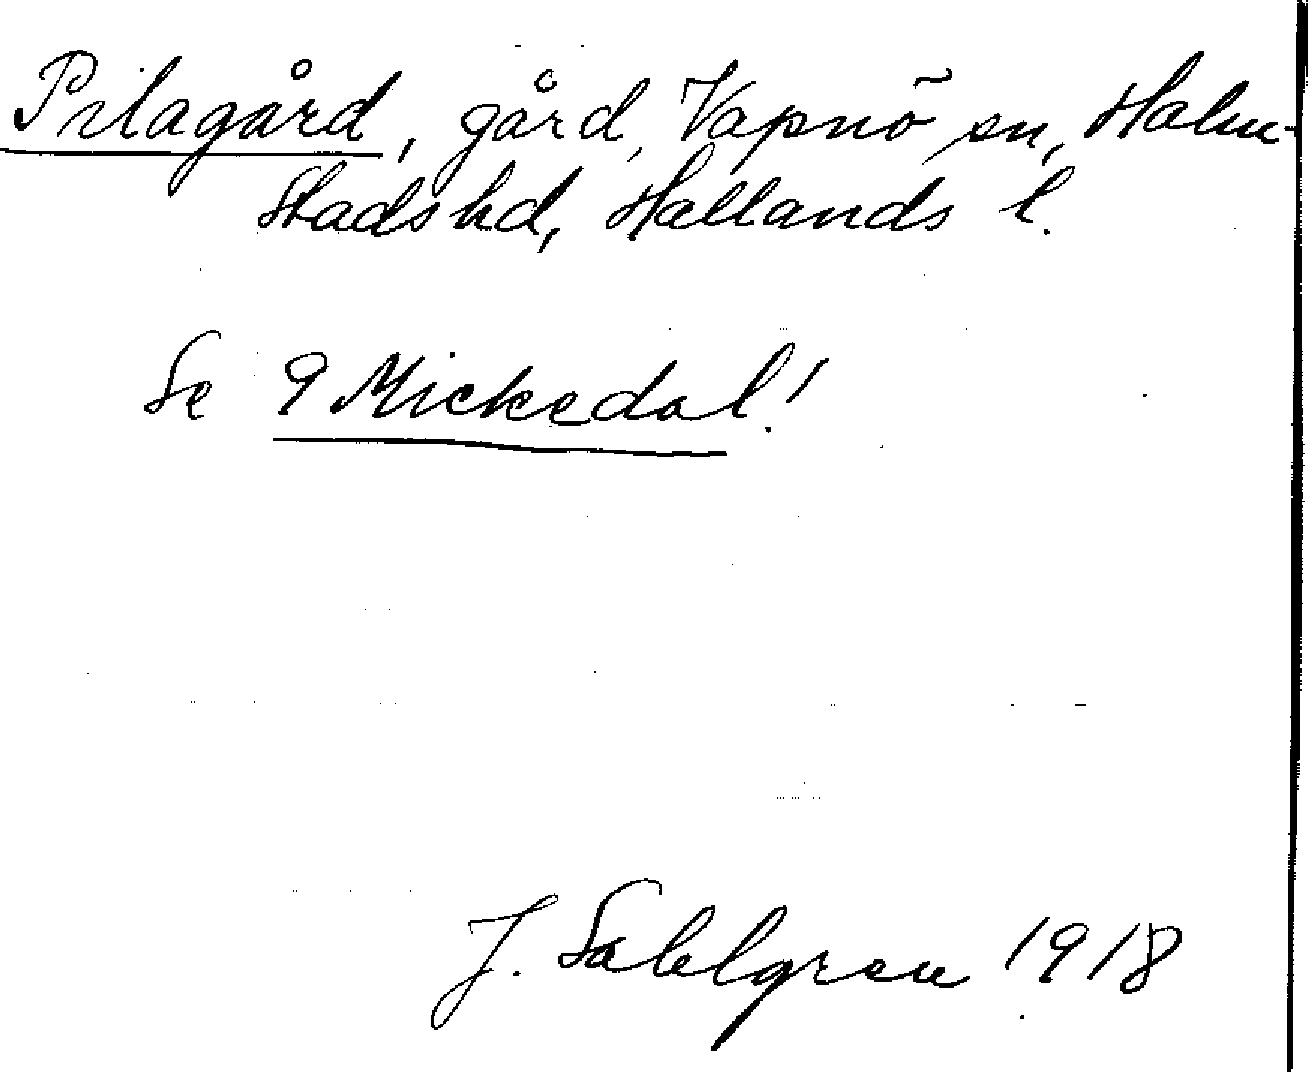 Pilagård, gård, Vapnö sn, Halm-
stads hd, Hallands l.
Se 9 Mickedal!
J. Sahlgren 1918